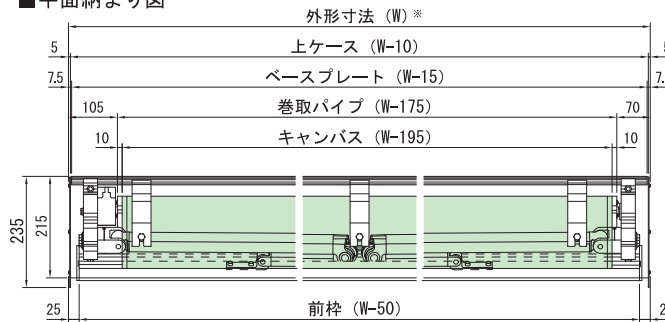 ■平面納まり図
外形寸法 (W) ※
5 上ケース (W-10) 5
7.5 ベースプレート (W-15) 7.
105 巻取パイプ (W-175) 70
10 キャンバス (W-195) 10
235
215
25 前枠 (W-50) 2